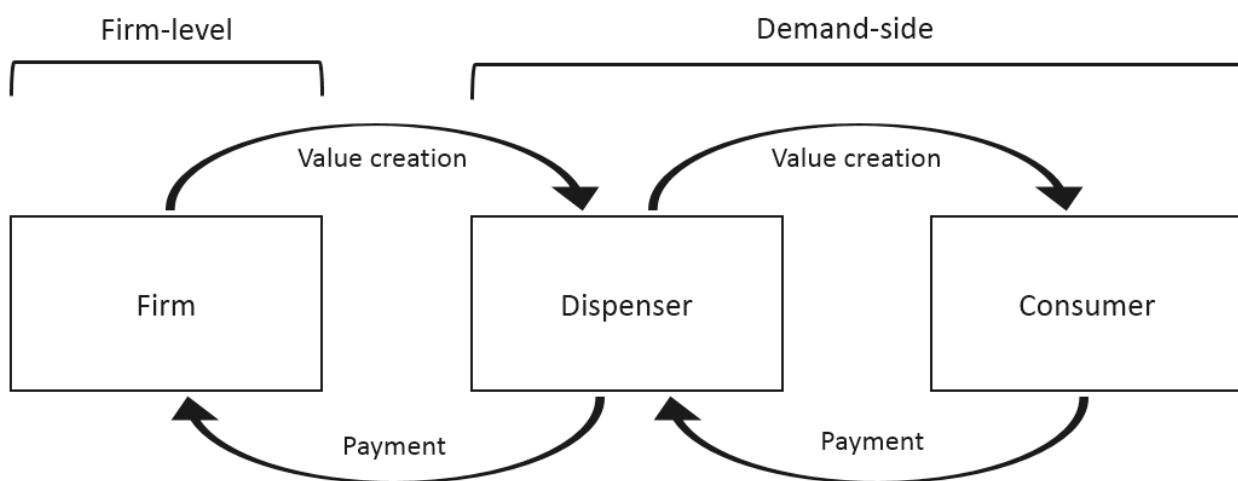 Firm-level
Demand-side
Value creation
Value creation
Firm
Dispenser
Consumer
Payment
Payment